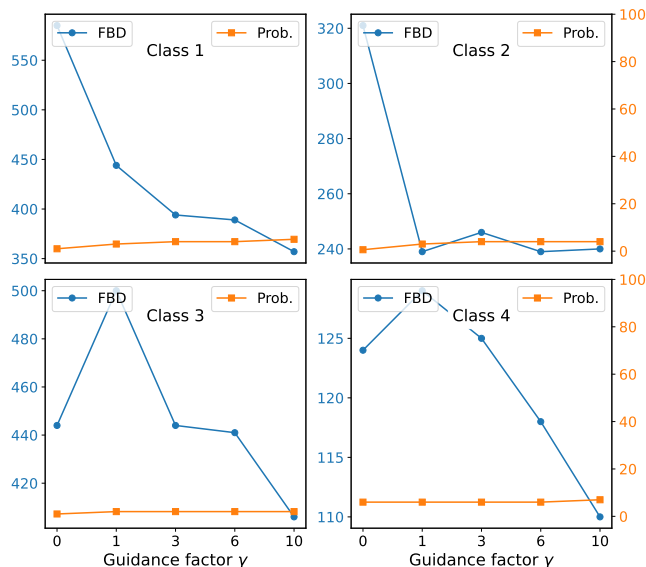 FBD
Prob.
Class 1
550
500
450
400
350
FBD
Prob.
Class 2
320
300
280
260
240
100
80
60
40
20
0
FBD
Prob.
Class 3
500
480
460
440
420
0
1
3
6
10
Guidance factor γ
FBD
Prob.
Class 4
125
120
115
110
100
80
60
40
20
0
0
1
3
6
10
Guidance factor γ